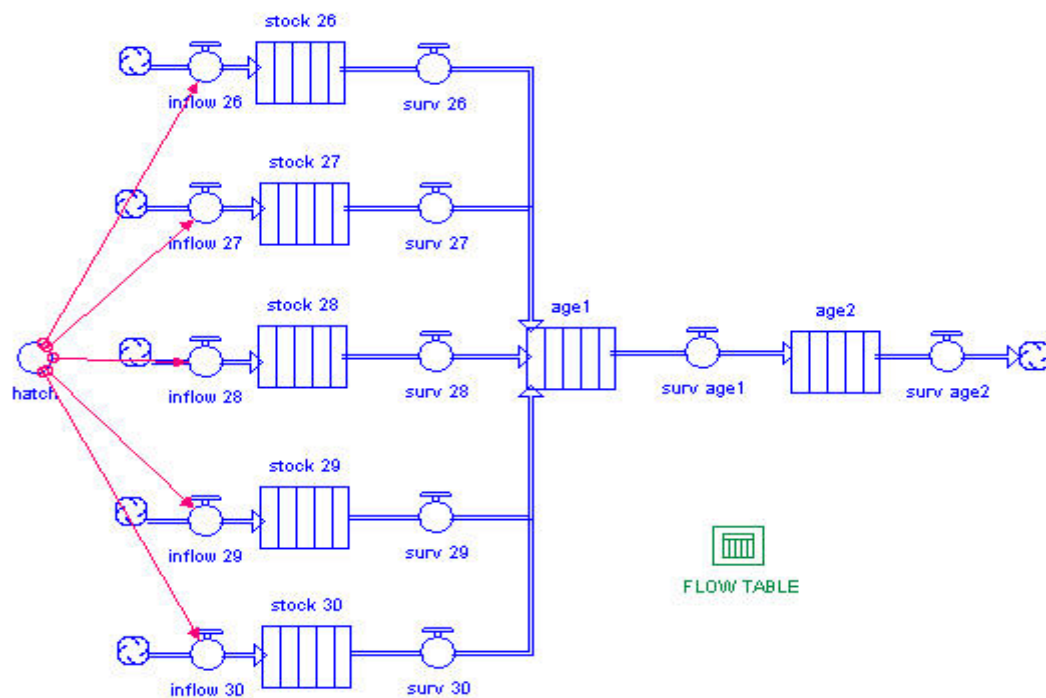 stock 26
inflow 26
surv 26
stock 27
inflow 27
surv 27
stock 28
age1
age2
hatch
inflow 28
surv 28
surv age1
surv age2
stock 29
inflow 29
surv 29
FLOW TABLE
stock 30
inflow 30
surv 30